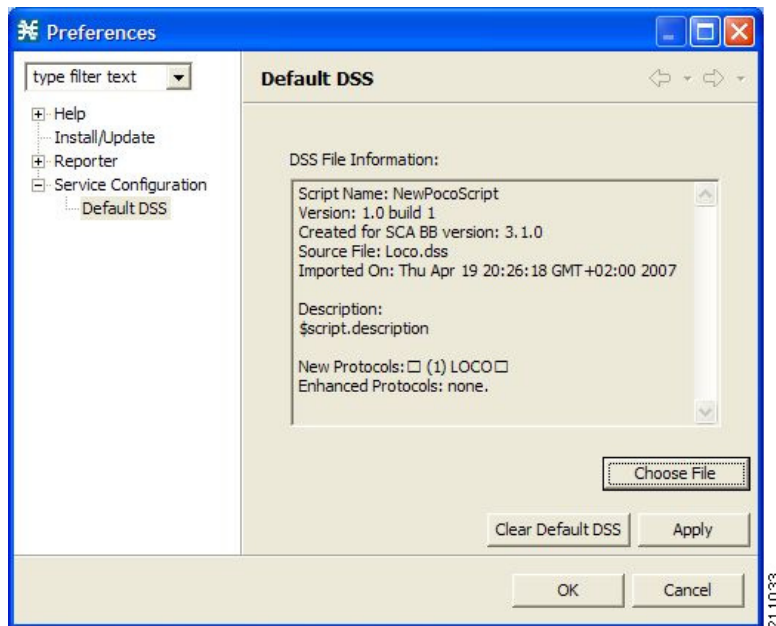 Preferences
type filter text
Default DSS
Help
Install/Update
Reporter
Service Configuration
Default DSS
DSS File Information:
Script Name: NewPocoScript
Version: 1.0 build 1
Created for SCA BB version: 3.1.0
Source File: Loco.dss
Imported On: Thu Apr 19 20:26:18 GMT+02:00 2007
Description:
$script.description
New Protocols:□ (1) LOCO□
Enhanced Protocols: none.
Choose File
Clear Default DSS
Apply
OK
Cancel
211033